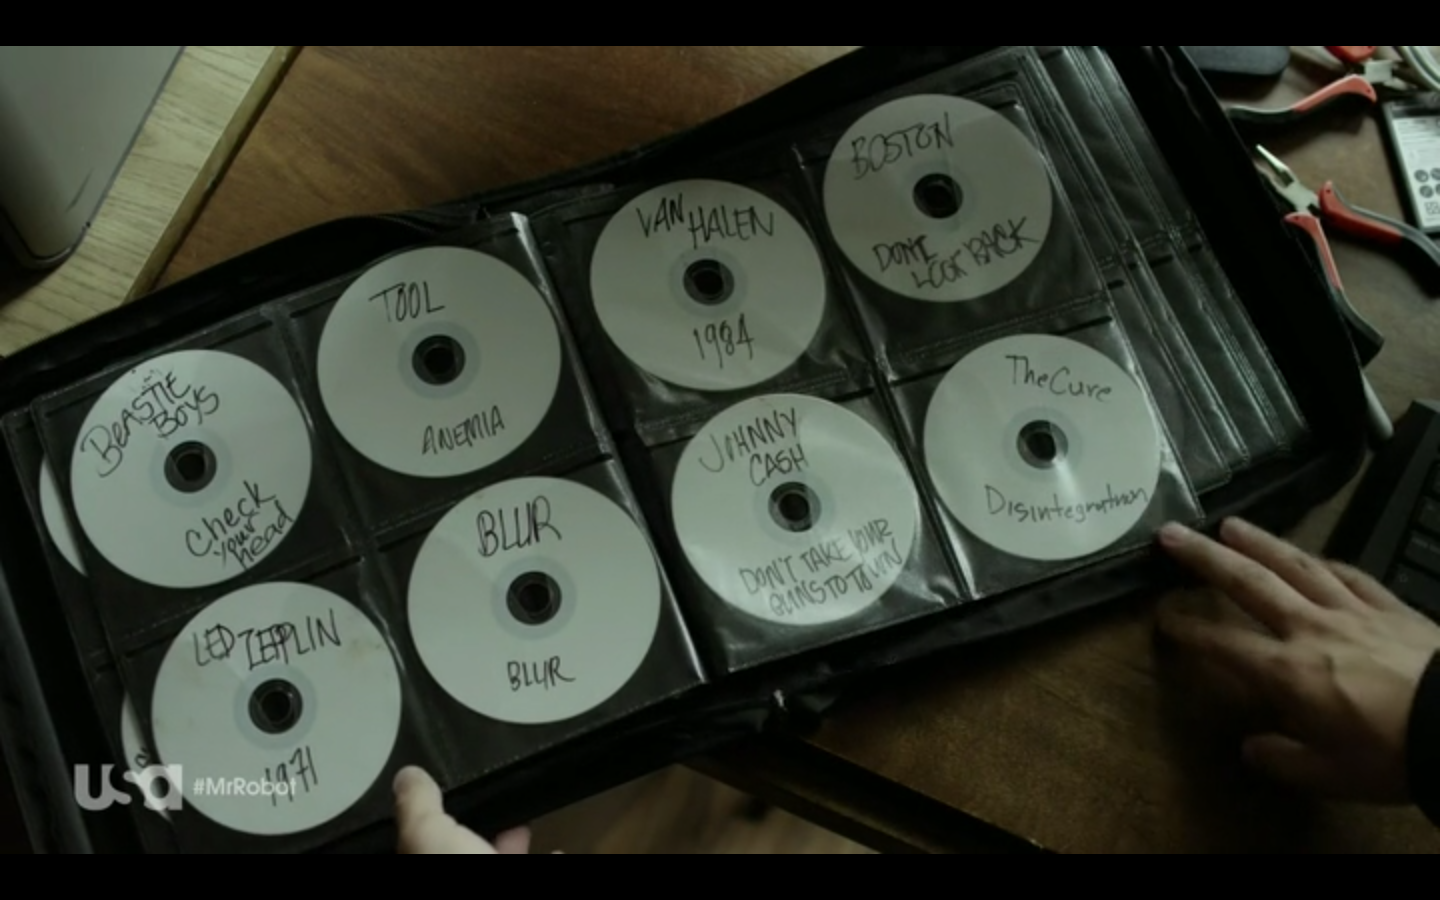 BEASTIE
BOYS
Check
your
head
TOOL
ANEMIA
LED ZEPPLIN
1971
BLUR
BLUR
VAN
HALEN
1984
BOSTON
DON'T
LOOK BACK
JOHNNY
CASH
DON'T TAKE YOUR
GUNS TO TOWN
The Cure
Disintegration
usa #MrRobot